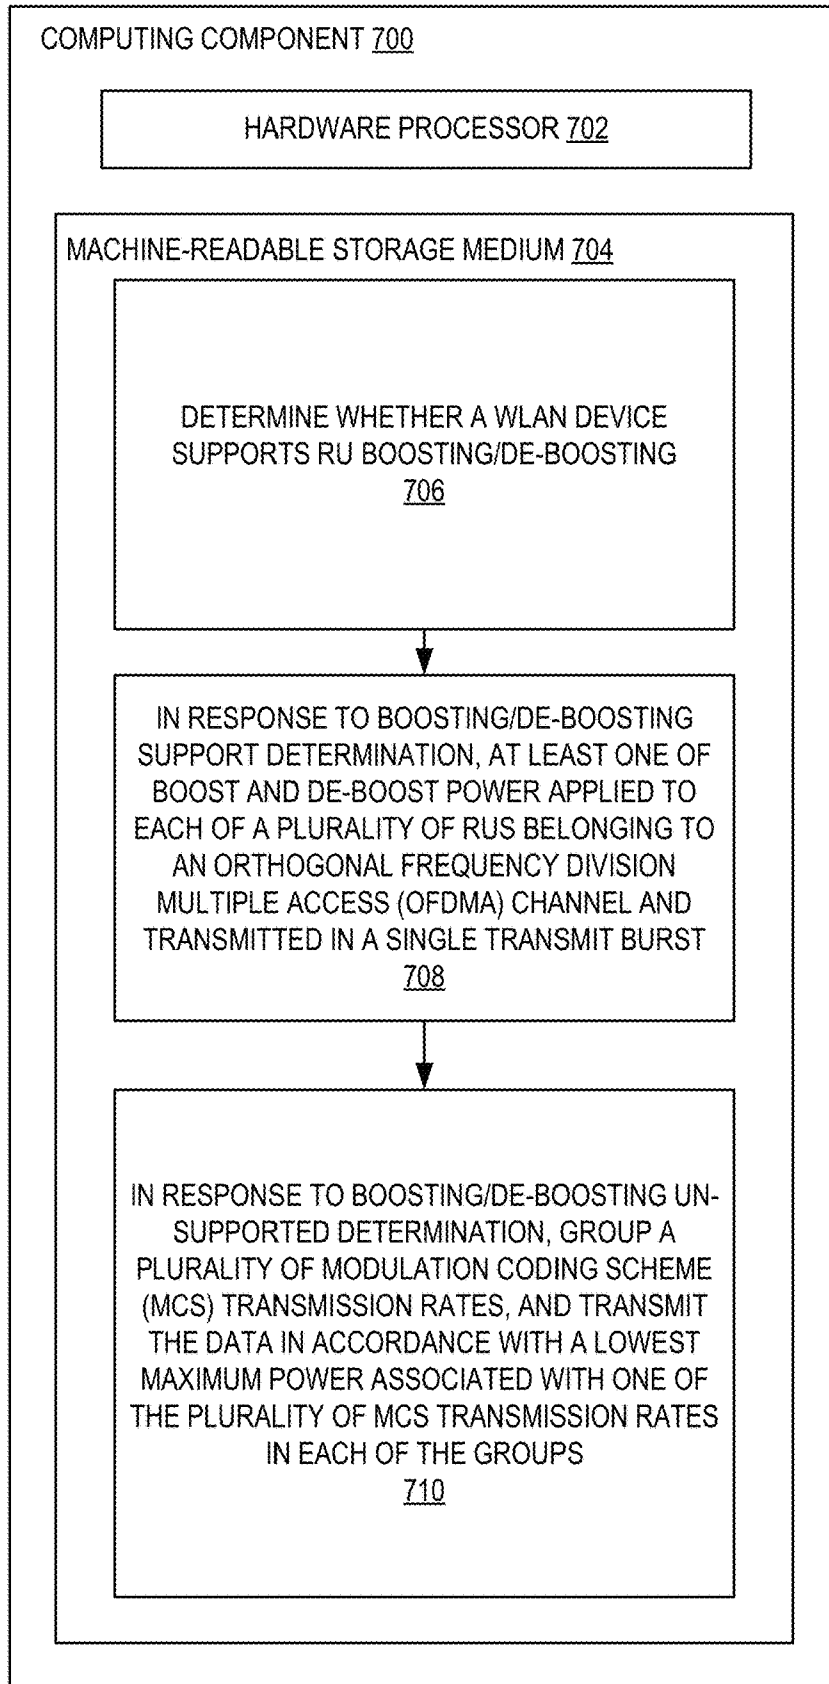 COMPUTING COMPONENT 700
HARDWARE PROCESSOR 702
MACHINE-READABLE STORAGE MEDIUM 704
DETERMINE WHETHER A WLAN DEVICE
SUPPORTS RU BOOSTING/DE-BOOSTING
706
IN RESPONSE TO BOOSTING/DE-BOOSTING
SUPPORT DETERMINATION, AT LEAST ONE OF
BOOST AND DE-BOOST POWER APPLIED TO
EACH OF A PLURALITY OF RUS BELONGING TO
AN ORTHOGONAL FREQUENCY DIVISION
MULTIPLE ACCESS (OFDMA) CHANNEL AND
TRANSMITTED IN A SINGLE TRANSMIT BURST
708
IN RESPONSE TO BOOSTING/DE-BOOSTING UN-
SUPPORTED DETERMINATION, GROUP A
PLURALITY OF MODULATION CODING SCHEME
(MCS) TRANSMISSION RATES, AND TRANSMIT
THE DATA IN ACCORDANCE WITH A LOWEST
MAXIMUM POWER ASSOCIATED WITH ONE OF
THE PLURALITY OF MCS TRANSMISSION RATES
IN EACH OF THE GROUPS
710